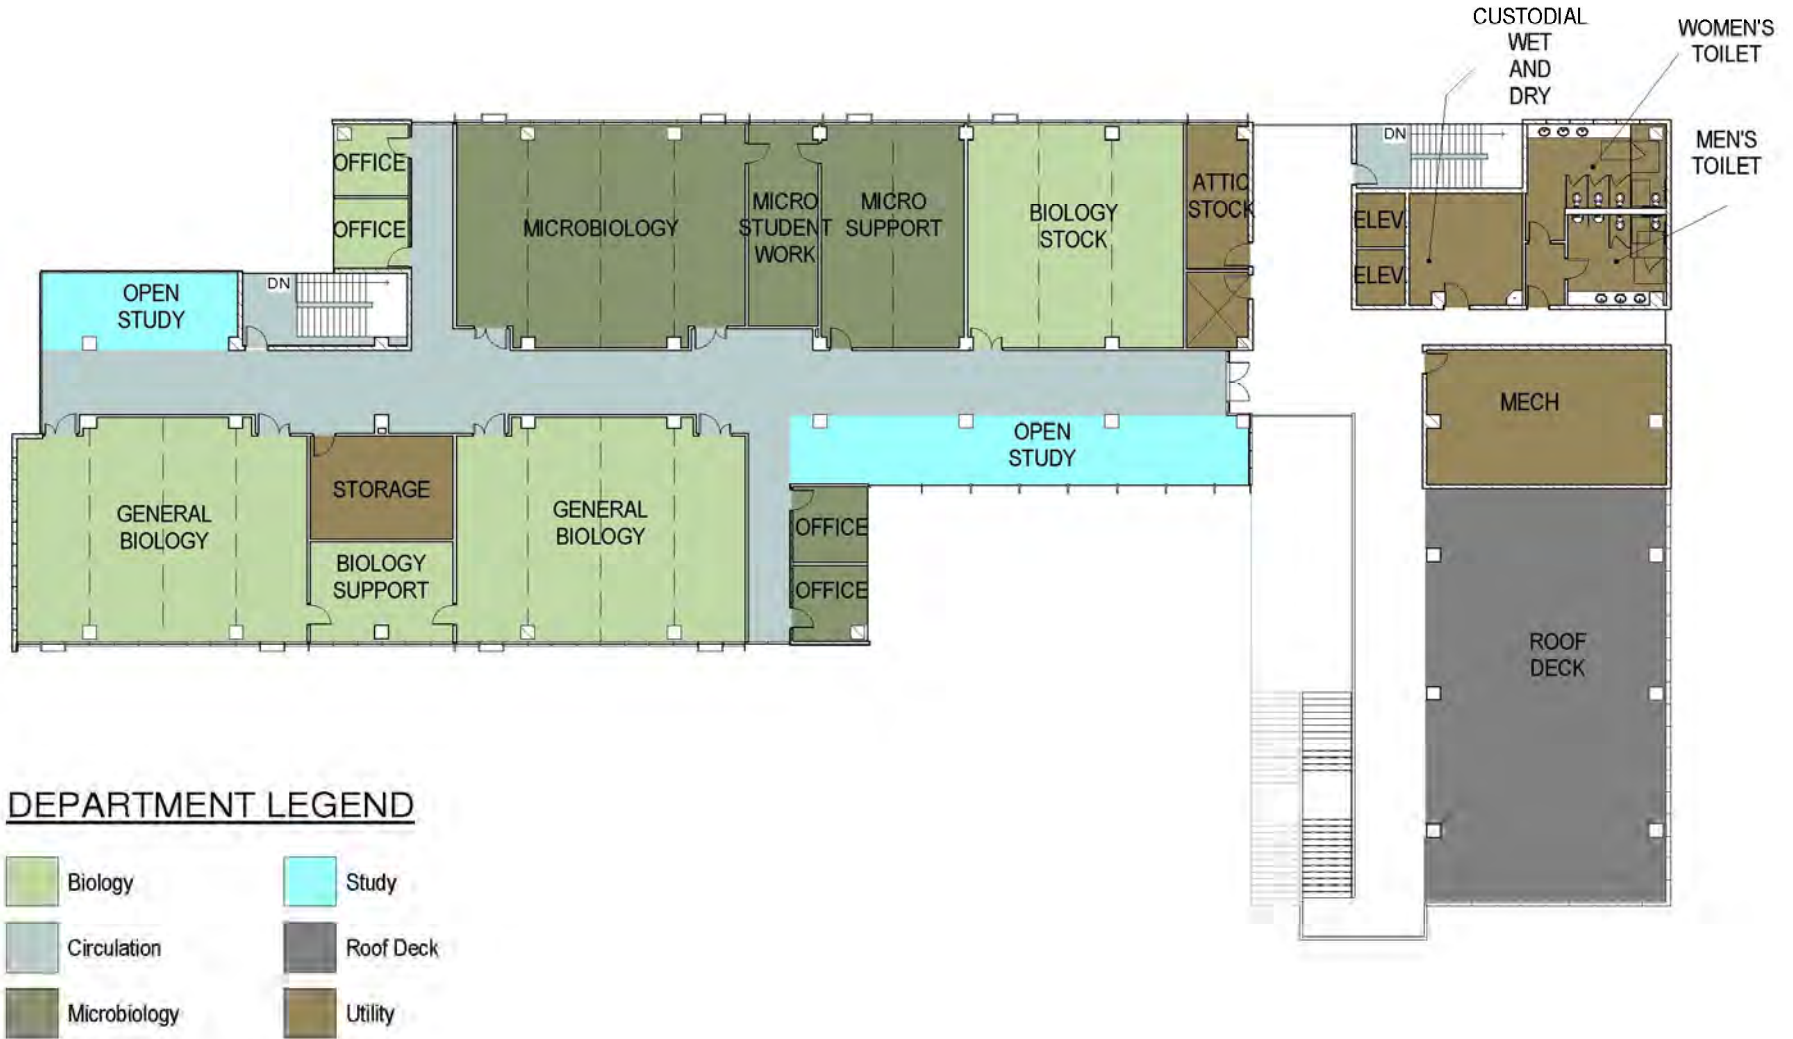 CUSTODIAL
WET
AND
DRY
WOMEN'S
TOILET
MEN'S
TOILET
DN
DN
OFFICE
OFFICE
MICROBIOLOGY
MICRO
STUDENT
WORK
MICRO
SUPPORT
BIOLOGY
STOCK
ATTIC
STOCK
ELEV.
ELEV.
OPEN
STUDY
MECH
OPEN
STUDY
GENERAL
BIOLOGY
STORAGE
BIOLOGY
SUPPORT
GENERAL
BIOLOGY
OFFICE
OFFICE
ROOF
DECK
DEPARTMENT LEGEND
Biology
Study
Circulation
Roof Deck
Microbiology
Utility